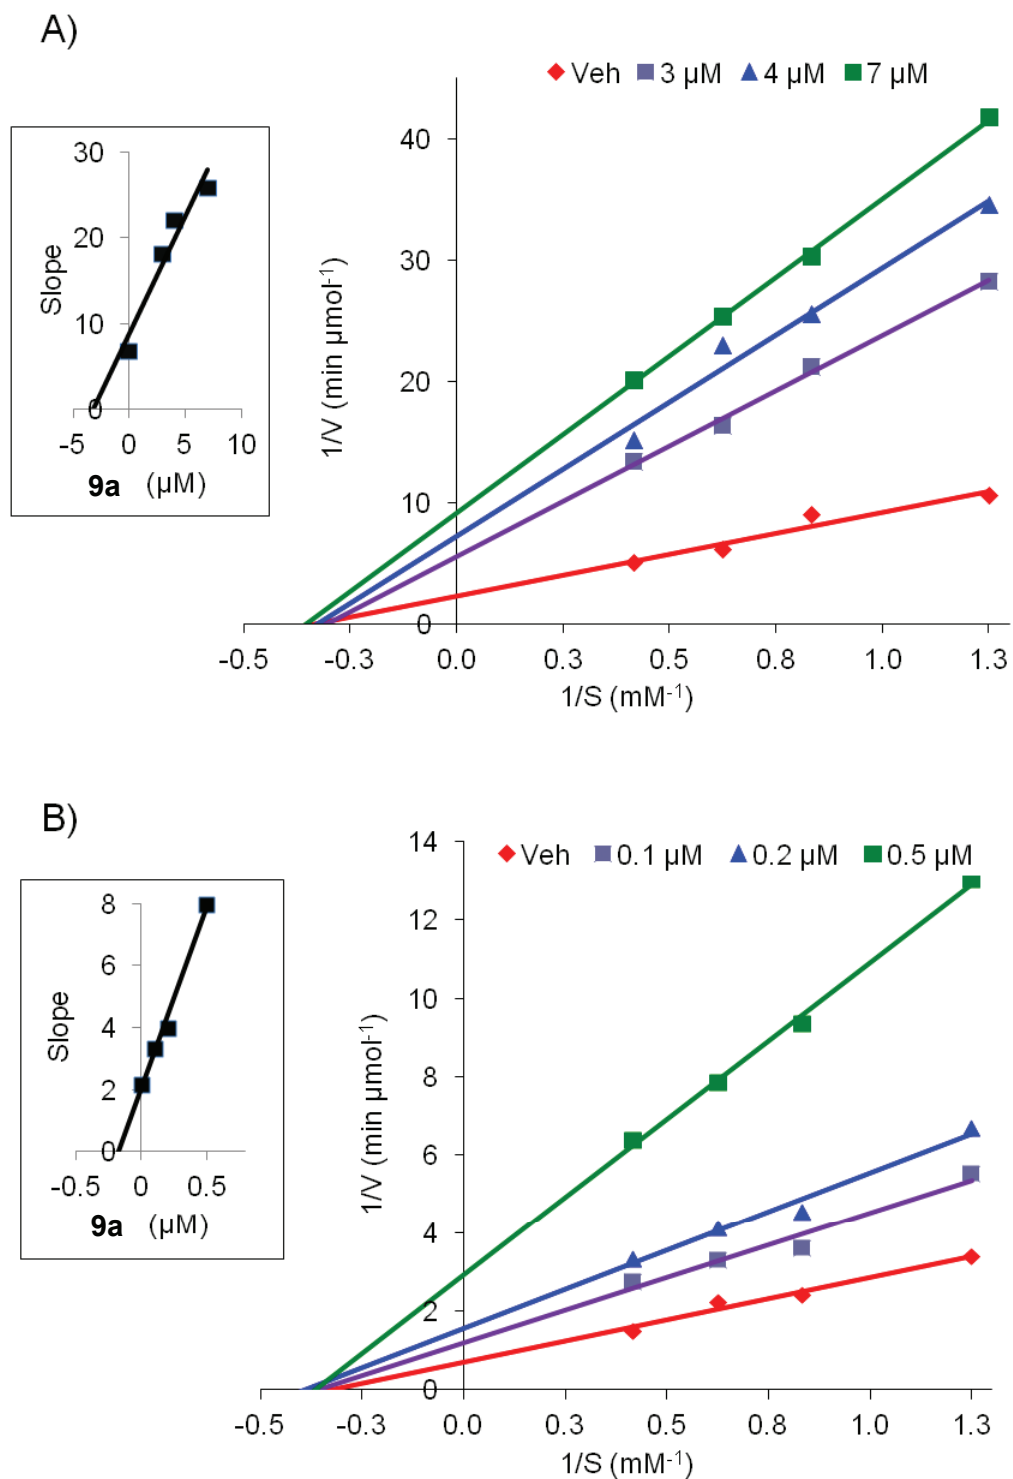 A)
Veh 3 µM 4 µM 7 µM
30
20
10
0
Slope
-5 0 5 10
9a (µM)
40
30
20
10
0
1/V (min µmol-1)
-0.5 -0.3 0.0 0.3 0.5 0.8 1.0 1.3
1/S (mM-1)
B)
Veh 0.1 µM 0.2 µM 0.5 µM
8
6
4
2
0
Slope
-0.5 0 0.5
9a (µM)
14
12
10
8
6
4
2
0
1/V (min µmol-1)
-0.5 -0.3 0.0 0.3 0.5 0.8 1.0 1.3
1/S (mM-1)